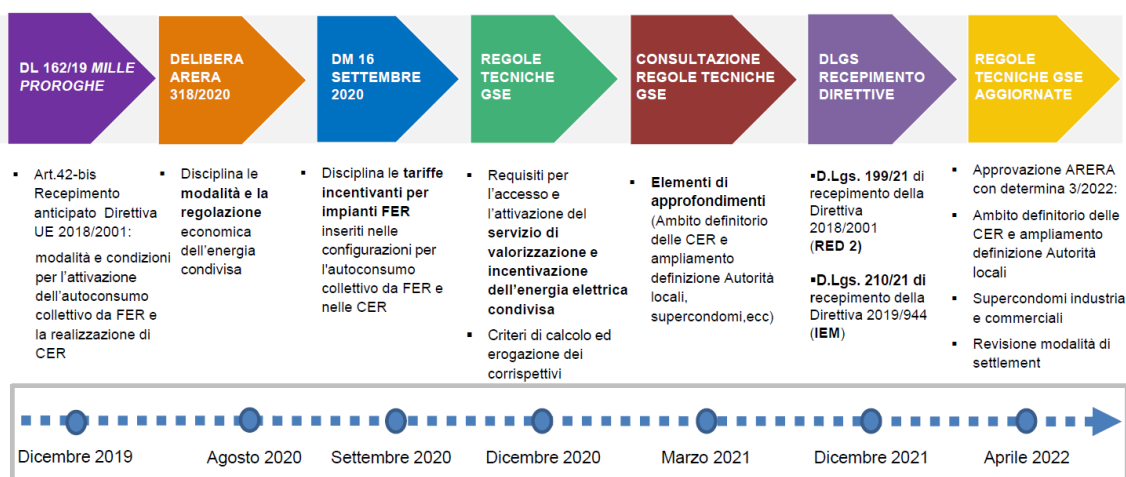 DL 162/19 MILLE
PROROGHE
DELIBERA
ARERA
318/2020
DM 16
SETTEMBRE
2020
REGOLE
TECNICHE
GSE
CONSULTAZIONE
REGOLE TECNICHE
GSE
DLGS
RECEPIMENTO
DIRETTIVE
REGOLE
TECNICHE GSE
AGGIORNATE
▪ Art.42-bis
Recepimento
anticipato Direttiva
UE 2018/2001:
modalità e condizioni
per l'attivazione
dell'autoconsumo
collettivo da FER e
la realizzazione di
CER
▪ Disciplina le
modalità e la
regolazione
economica
dell'energia
condivisa
▪ Disciplina le tariffe
incentivanti per
impianti FER
inseriti nelle
configurazioni per
l'autoconsumo
collettivo da FER e
nelle CER
▪ Requisiti per
l'accesso e
l'attivazione del
servizio di
valorizzazione e
incentivazione
dell'energia elettrica
condivisa
▪ Criteri di calcolo ed
erogazione dei
corrispettivi
▪ Elementi di
approfondimenti
(Ambito definitorio
delle CER e
ampliamento
definizione Autorità
locali,
supercondomi,ecc)
▪D.Lgs. 199/21 di
recepimento della
Direttiva
2018/2001
(RED 2)
▪D.Lgs. 210/21 di
recepimento della
Direttiva 2019/944
(IEM)
▪ Approvazione ARERA
con determina 3/2022:
▪ Ambito definitorio delle
CER e ampliamento
definizione Autorità
locali
▪ Supercondomi industria
e commerciali
▪ Revisione modalità di
settlement
Dicembre 2019
Agosto 2020
Settembre 2020
Dicembre 2020
Marzo 2021
Dicembre 2021
Aprile 2022